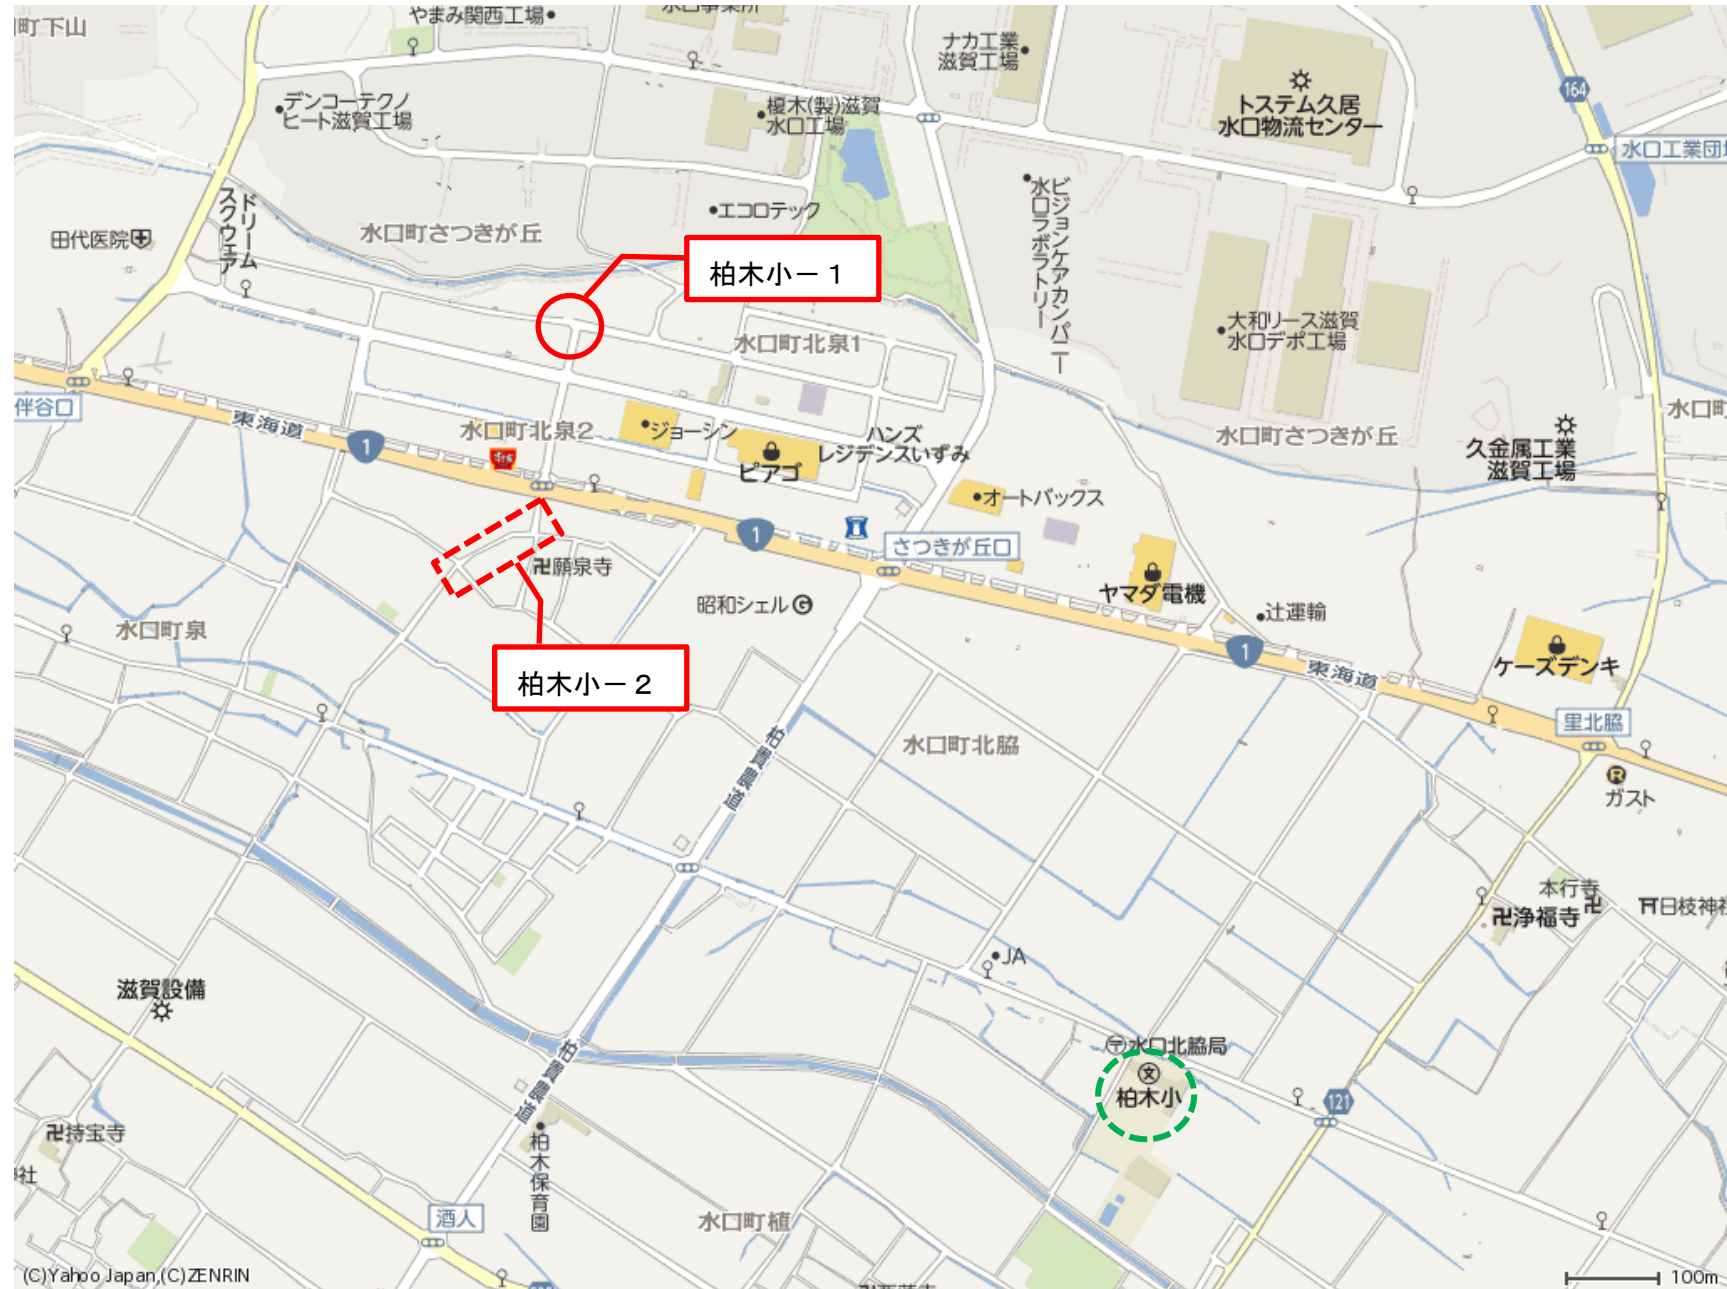 町下山
やまみ関西工場
ナカ工業
滋賀工場
デンコーテクノ
ヒート滋賀工場
榎木(製)滋賀
水口工場
トステム久居
水口物流センター
164
水口工業団地
ドリーム
スクウェア
田代医院
水口町さつきが丘
エコロテック
ビジョンケアカンパニー
水口ラボラトリー
柏木小－１
大和リース滋賀
水口デポ工場
水口町北泉1
伴谷口
東海道
1
水口町北泉2
ジョーシン
ピアゴ
ハンズ
レジデンスいずみ
水口町さつきが丘
久金属工業
滋賀工場
水口町
オートバックス
1
さつきが丘口
願泉寺
昭和シェル
ヤマダ電機
辻運輸
水口町泉
1
東海道
ケーズデンキ
柏木小－２
里北脇
水口町北脇
柏貴農道
ガスト
本行寺
浄福寺
日枝神社
JA
滋賀設備
水口北脇局
文
柏木小
121
柏貴農道
持宝寺
柏木保育園
社
酒人
水口町植
(C)Yahoo Japan,(C)ZENRIN
100m